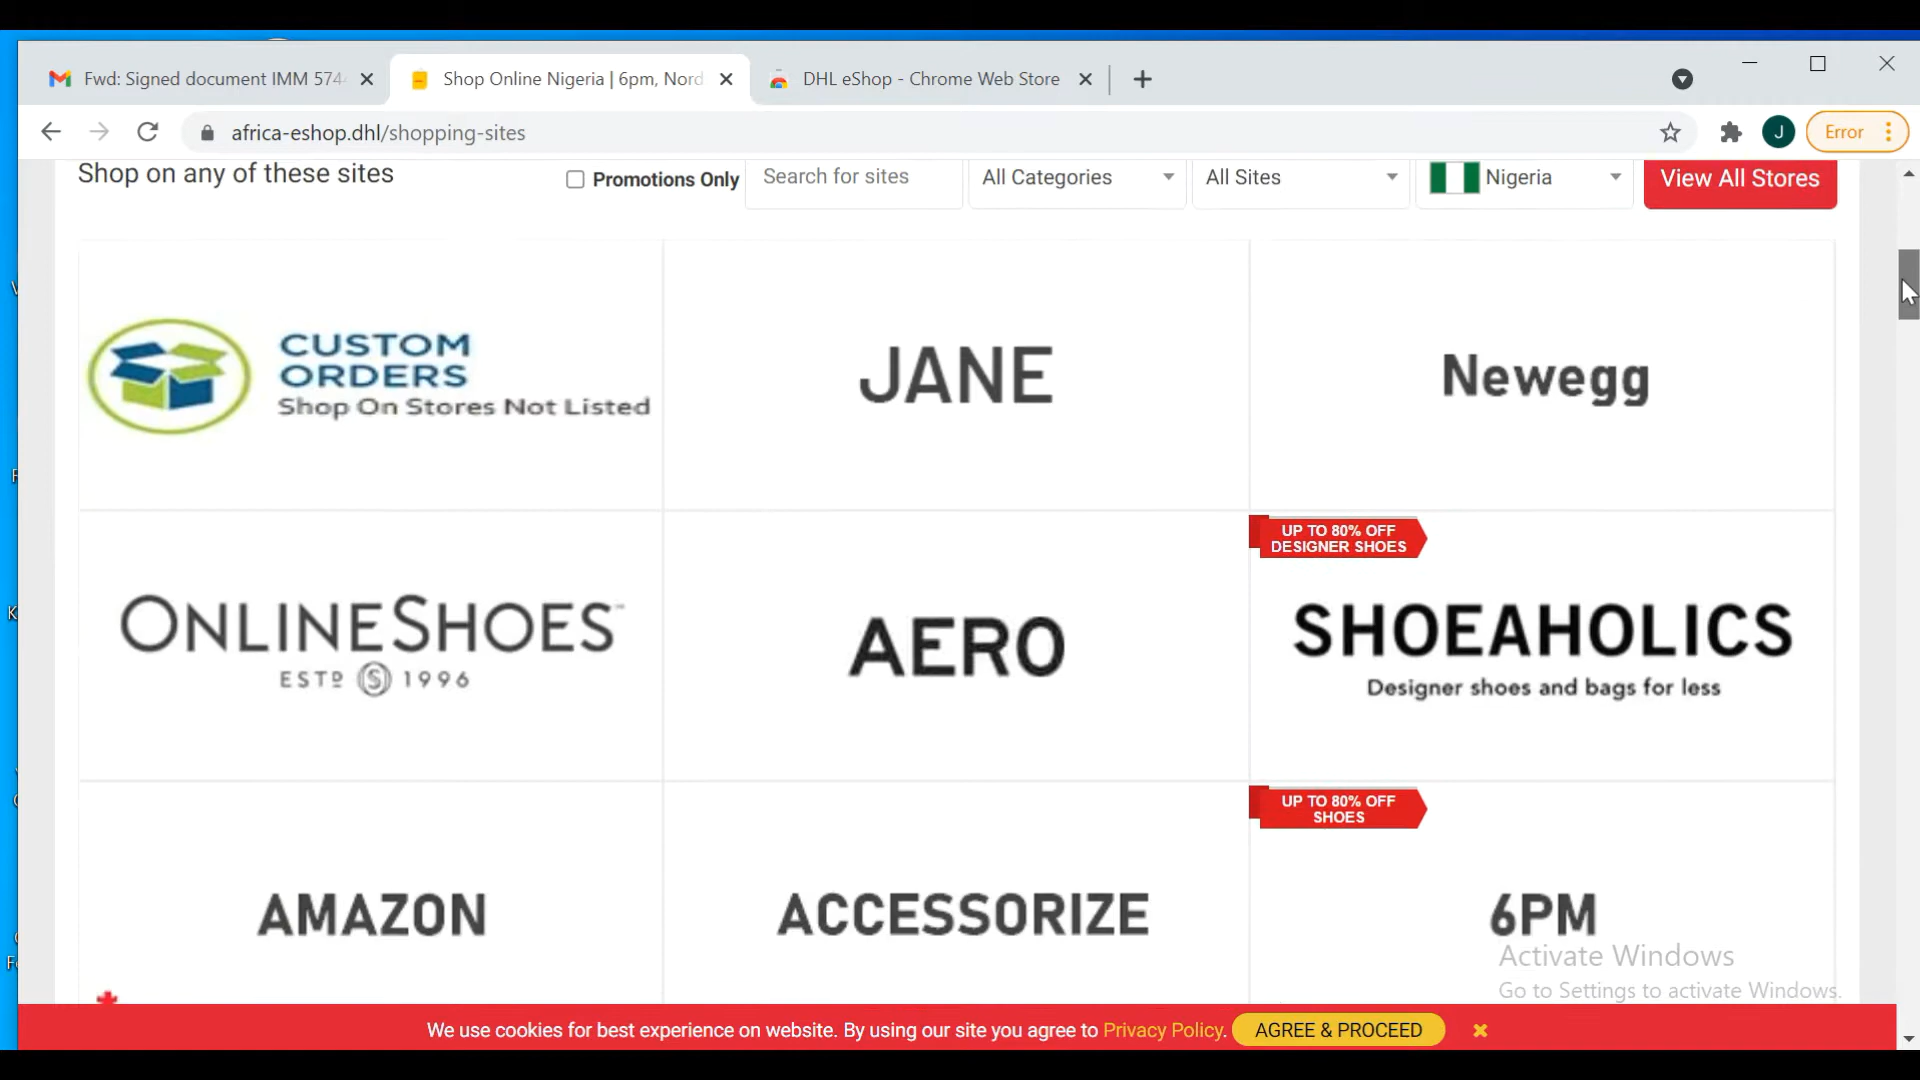 Fwd: Signed document IMM 574
Shop Online Nigeria | 6pm, Nord
DHL eShop - Chrome Web Store
africa-eshop.dhl/shopping-sites
J
Error
Shop on any of these sites
Promotions Only
Search for sites
All Categories
All Sites
Nigeria
View All Stores
CUSTOM
ORDERS
Shop On Stores Not Listed
JANE
Newegg
ONLINESHOES™
ESTD S 1996
AERO
UP TO 80% OFF
DESIGNER SHOES
SHOEAHOLICS
Designer shoes and bags for less
AMAZON
ACCESSORIZE
UP TO 80% OFF
SHOES
6PM
Activate Windows
Go to Settings to activate Windows.
We use cookies for best experience on website. By using our site you agree to Privacy Policy. AGREE & PROCEED